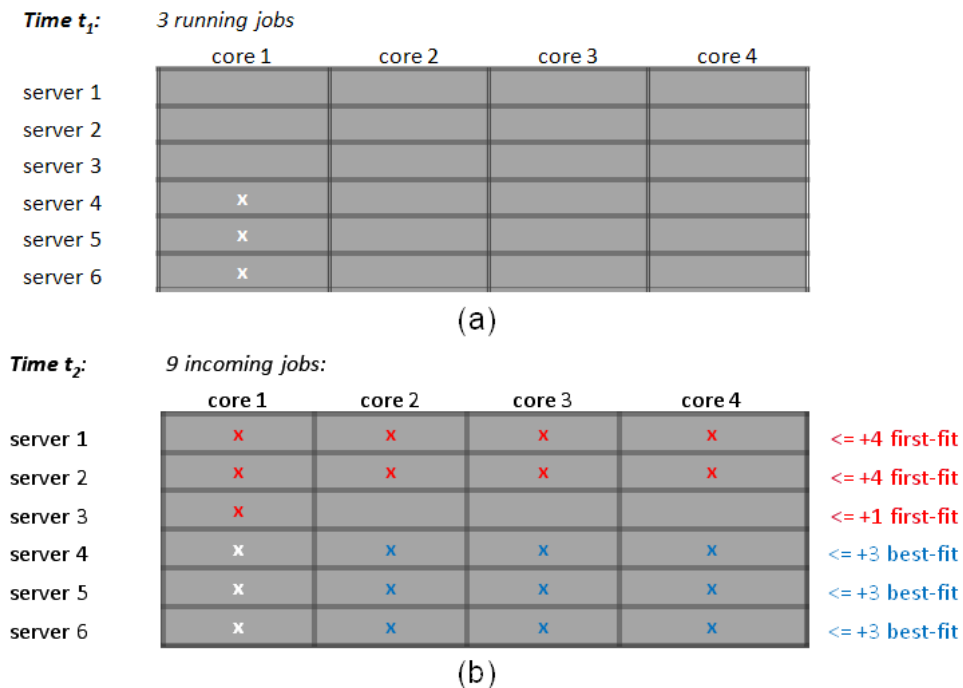 Time t1: 3 running jobs
core 1 core 2 core 3 core 4
server 1
server 2
server 3
server 4 x
server 5 x
server 6 x
(a)
Time t2: 9 incoming jobs:
core 1 core 2 core 3 core 4
server 1 x x x x <= +4 first-fit
server 2 x x x x <= +4 first-fit
server 3 x <= +1 first-fit
server 4 x x x x <= +3 best-fit
server 5 x x x x <= +3 best-fit
server 6 x x x x <= +3 best-fit
(b)